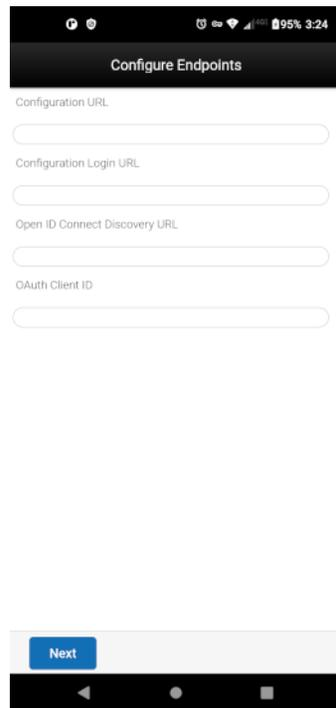 95% 3:24
Configure Endpoints
Configuration URL
Configuration Login URL
Open ID Connect Discovery URL
OAuth Client ID
Next